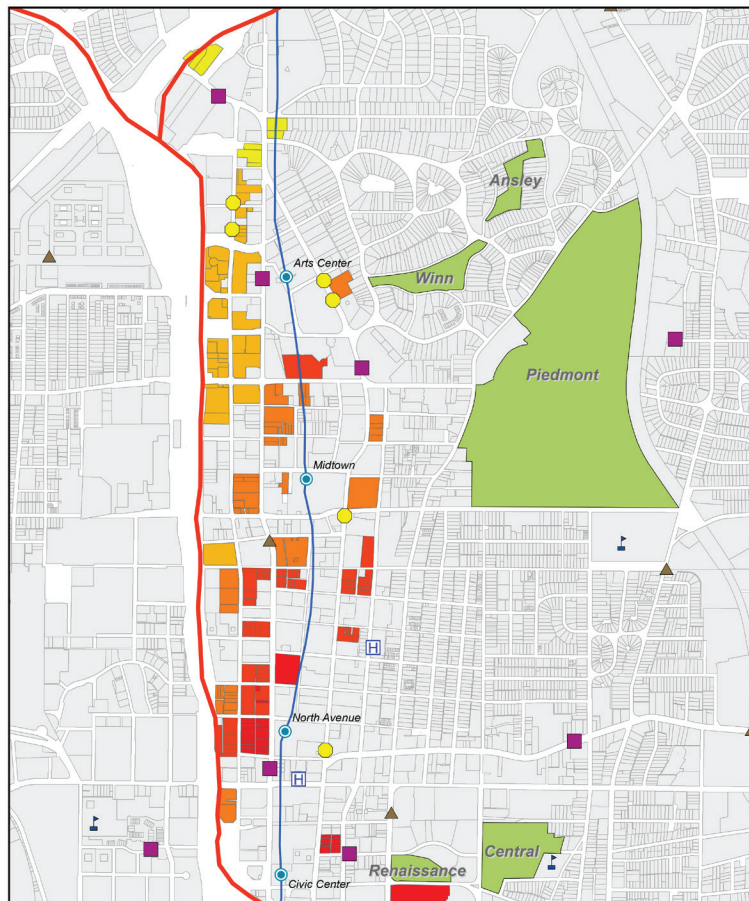 Ansley
Arts Center
Winn
Piedmont
Midtown
H
North Avenue
H
Central
Renaissance
Civic Center